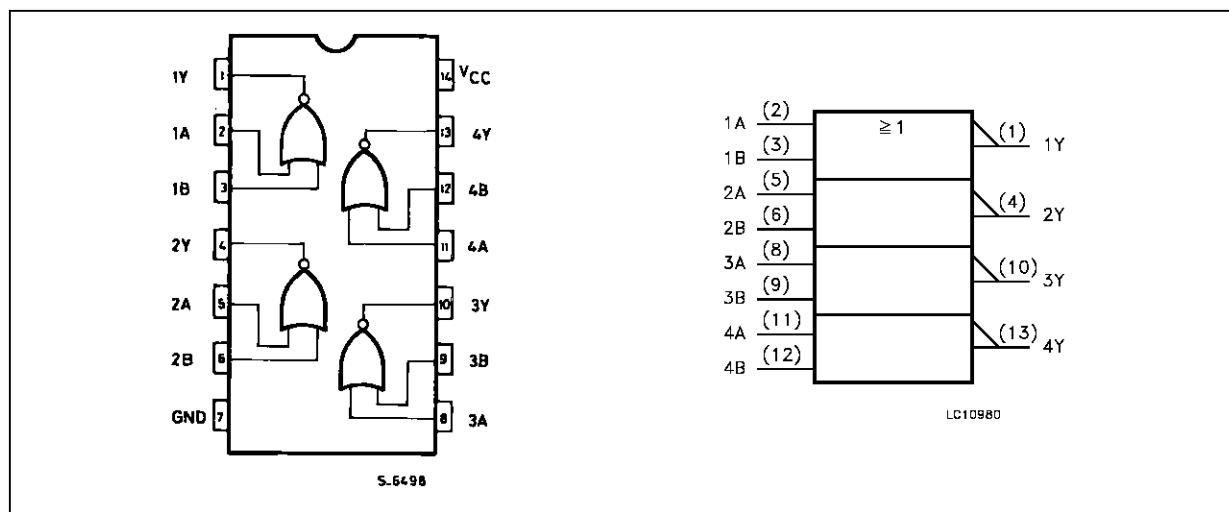 1Y 1 14 VCC
1A 2 13 4Y
1B 3 12 4B
2Y 4 11 4A
2A 5 10 3Y
2B 6 9 3B
GND 7 8 3A
S-6498
≧1
1A (2)
1B (3)
2A (5)
2B (6)
3A (8)
3B (9)
4A (11)
4B (12)
(1) 1Y
(4) 2Y
(10) 3Y
(13) 4Y
LC10980